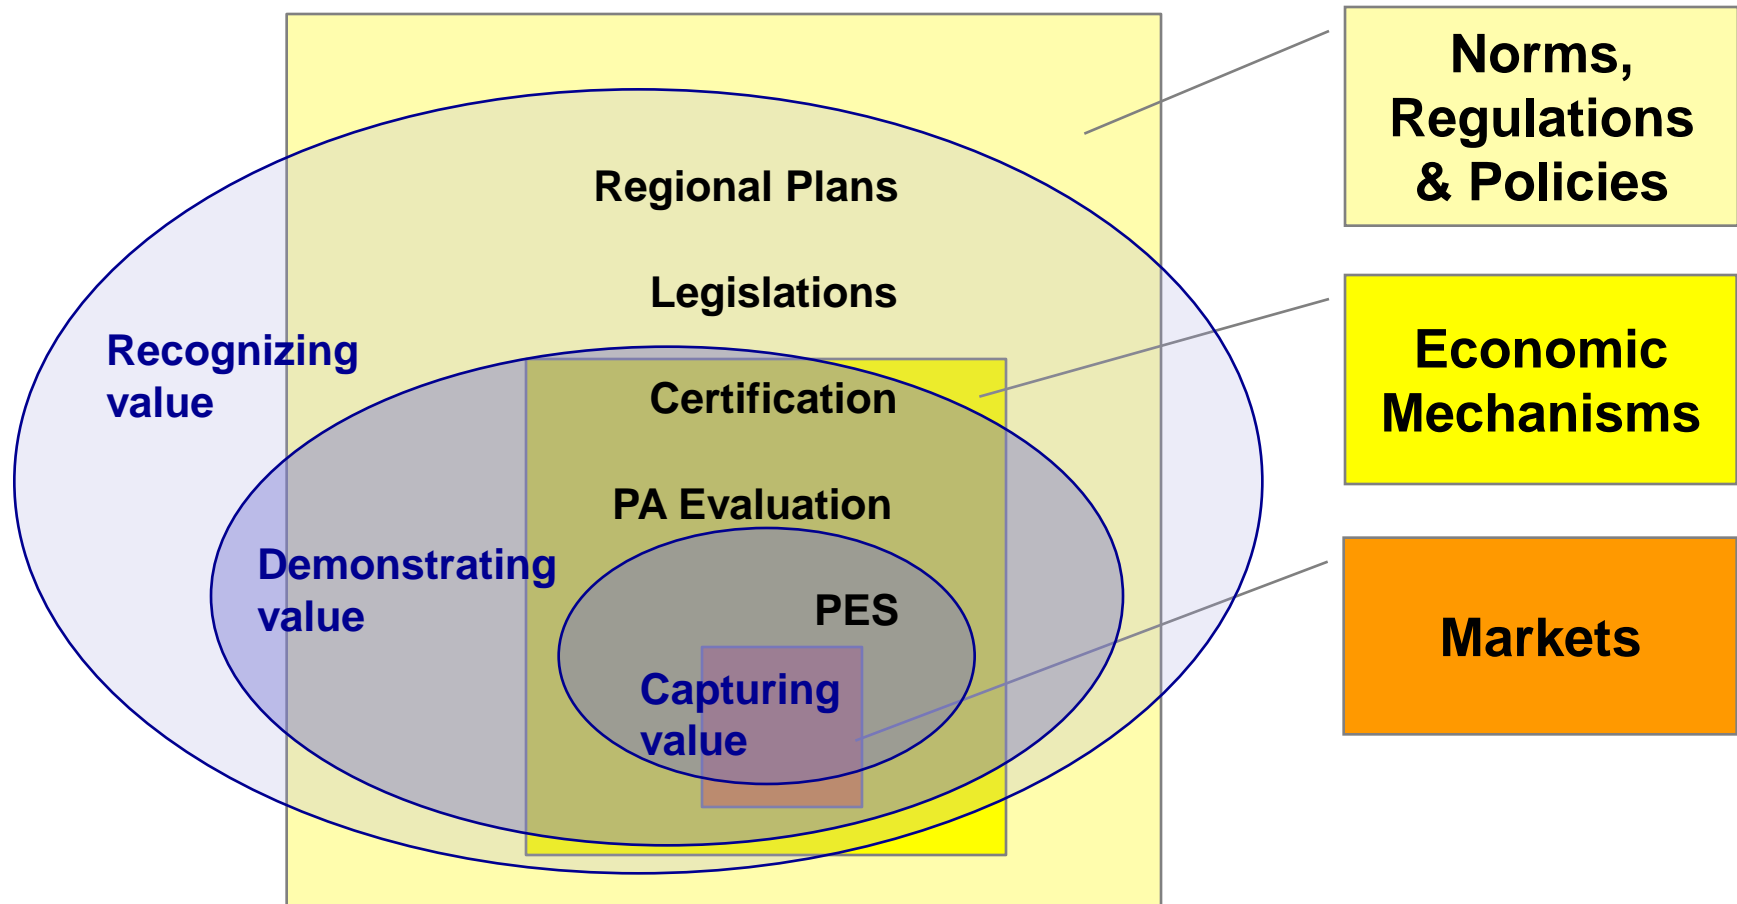 Norms,
Regulations
& Policies
Regional Plans
Legislations
Recognizing
value
Economic
Mechanisms
Certification
PA Evaluation
Demonstrating
value
PES
Markets
Capturing
value